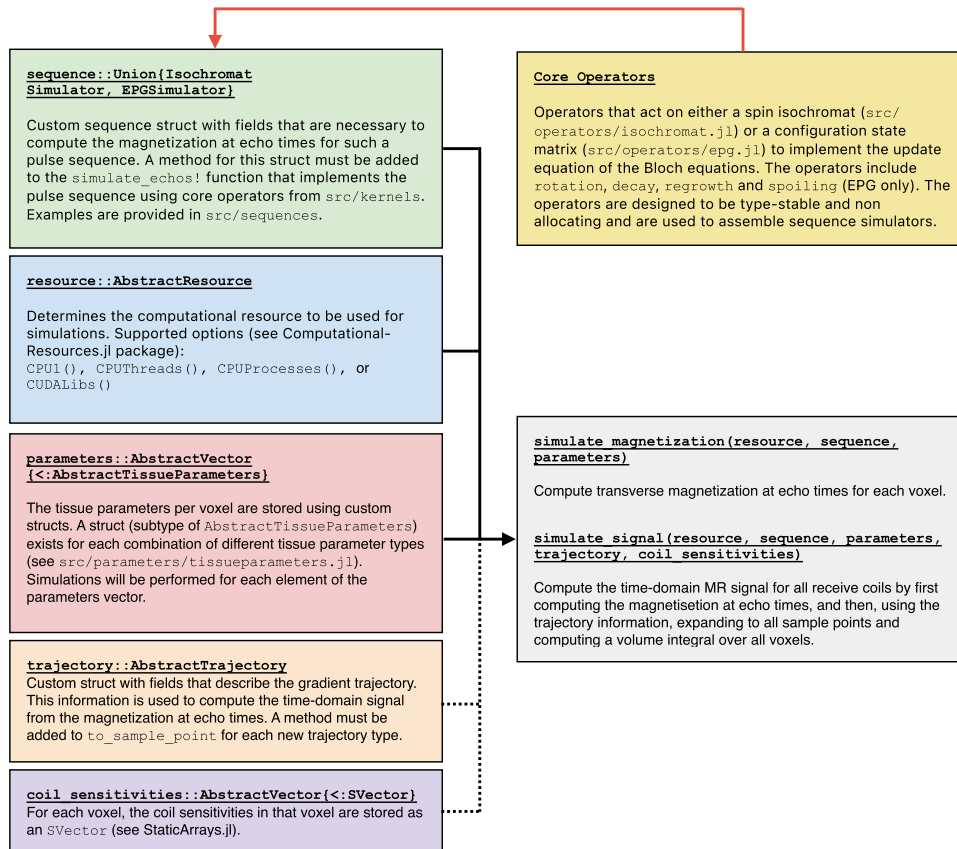 sequence::Union{Isochromat
Simulator, EPGSimulator}
Custom sequence struct with fields that are necessary to
compute the magnetization at echo times for such a
pulse sequence. A method for this struct must be added
to the simulate_echos! function that implements the
pulse sequence using core operators from src/kernels.
Examples are provided in src/sequences.
resource::AbstractResource
Determines the computational resource to be used for
simulations. Supported options (see Computational-
Resources.jl package):
CPU1(), CPUThreads(), CPUProcesses(), or
CUDALibs()
parameters::AbstractVector
{<:AbstractTissueParameters}
The tissue parameters per voxel are stored using custom
structs. A struct (subtype of AbstractTissueParameters)
exists for each combination of different tissue parameter types
(see src/parameters/tissueparameters.jl).
Simulations will be performed for each element of the
parameters vector.
trajectory::AbstractTrajectory
Custom struct with fields that describe the gradient trajectory.
This information is used to compute the time-domain signal
from the magnetization at echo times. A method must be
added to to_sample_point for each new trajectory type.
coil_sensitivities::AbstractVector{<:SVector}
For each voxel, the coil sensitivities in that voxel are stored as
an SVector (see StaticArrays.jl).
Core Operators
Operators that act on either a spin isochromat (src/
operators/isochromat.jl) or a configuration state
matrix (src/operators/epg.jl) to implement the update
equation of the Bloch equations. The operators include
rotation, decay, regrowth and spoiling (EPG only). The
operators are designed to be type-stable and non
allocating and are used to assemble sequence simulators.
simulate_magnetization(resource, sequence,
parameters)
Compute transverse magnetization at echo times for each voxel.
simulate_signal(resource, sequence, parameters,
trajectory, coil_sensitivities)
Compute the time-domain MR signal for all receive coils by first
computing the magnetisetion at echo times, and then, using the
trajectory information, expanding to all sample points and
computing a volume integral over all voxels.